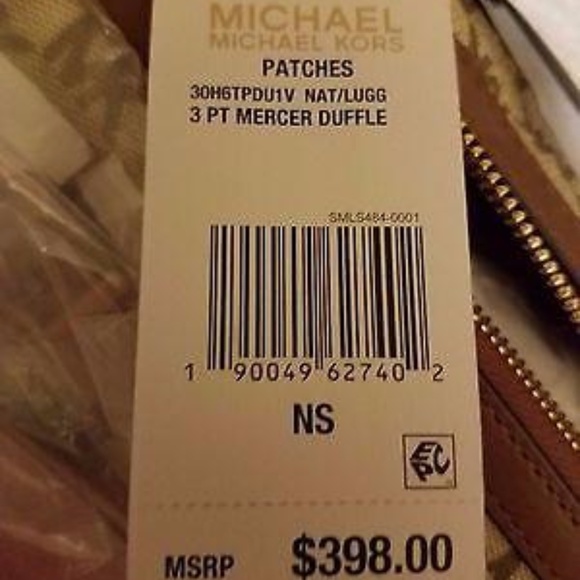 MICHAEL
MICHAEL KORS
PATCHES
30H6TPDU1V NAT/LUGG
3 PT MERCER DUFFLE
SMLS484-0001
1 90049 62740 2
NS
EPC
MSRP $398.00